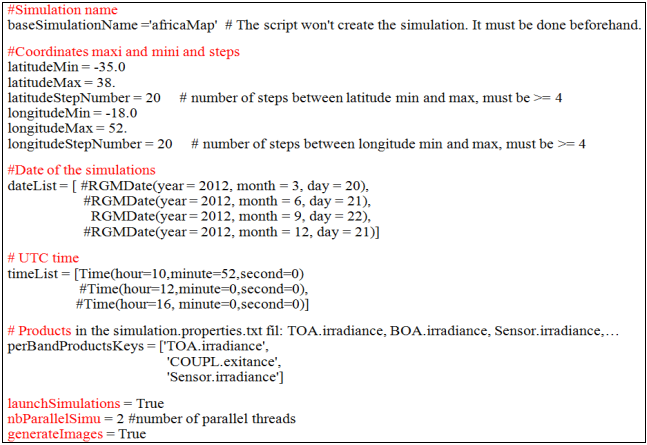 #Simulation name
baseSimulationName ='africaMap'  # The script won't create the simulation. It must be done beforehand.
#Coordinates maxi and mini and steps
latitudeMin = -35.0
latitudeMax = 38.
latitudeStepNumber = 20     # number of steps between latitude min and max, must be >= 4
longitudeMin = -18.0
longitudeMax = 52.
longitudeStepNumber = 20     # number of steps between longitude min and max, must be >= 4
#Date of the simulations
dateList = [ #RGMDate(year = 2012, month = 3, day = 20),
#RGMDate(year = 2012, month = 6, day = 21),
RGMDate(year = 2012, month = 9, day = 22),
#RGMDate(year = 2012, month = 12, day = 21)]
# UTC time
timeList = [Time(hour=10,minute=52,second=0)
#Time(hour=12,minute=0,second=0),
#Time(hour=16, minute=0,second=0)]
# Products in the simulation.properties.txt fil: TOA.irradiance, BOA.irradiance, Sensor.irradiance,…
perBandProductsKeys = ['TOA.irradiance',
'COUPL.exitance',
'Sensor.irradiance']
launchSimulations = True
nbParallelSimu = 2 #number of parallel threads
generateImages = True